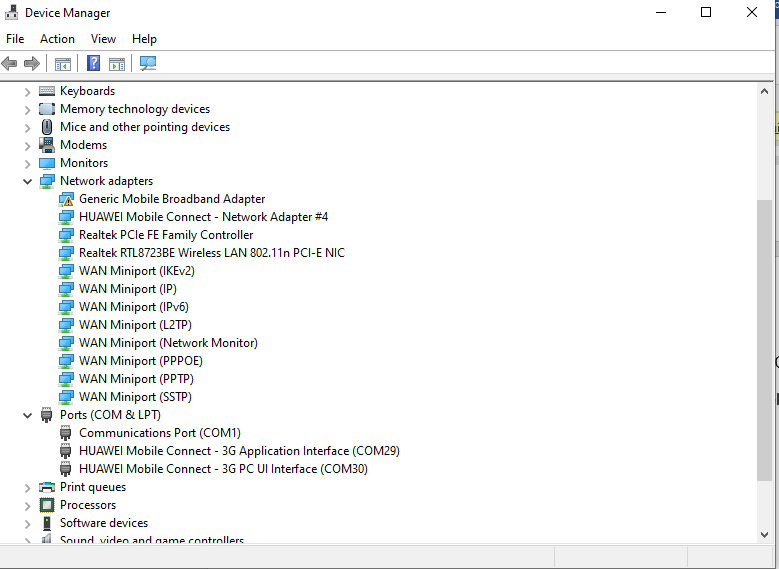 Device Manager
File Action View Help
Keyboards
Memory technology devices
Mice and other pointing devices
Modems
Monitors
Network adapters
Generic Mobile Broadband Adapter
HUAWEI Mobile Connect - Network Adapter #4
Realtek PCIe FE Family Controller
Realtek RTL8723BE Wireless LAN 802.11n PCI-E NIC
WAN Miniport (IKEv2)
WAN Miniport (IP)
WAN Miniport (IPv6)
WAN Miniport (L2TP)
WAN Miniport (Network Monitor)
WAN Miniport (PPPOE)
WAN Miniport (PPTP)
WAN Miniport (SSTP)
Ports (COM & LPT)
Communications Port (COM1)
HUAWEI Mobile Connect - 3G Application Interface (COM29)
HUAWEI Mobile Connect - 3G PC UI Interface (COM30)
Print queues
Processors
Software devices
Sound, video and game controllers